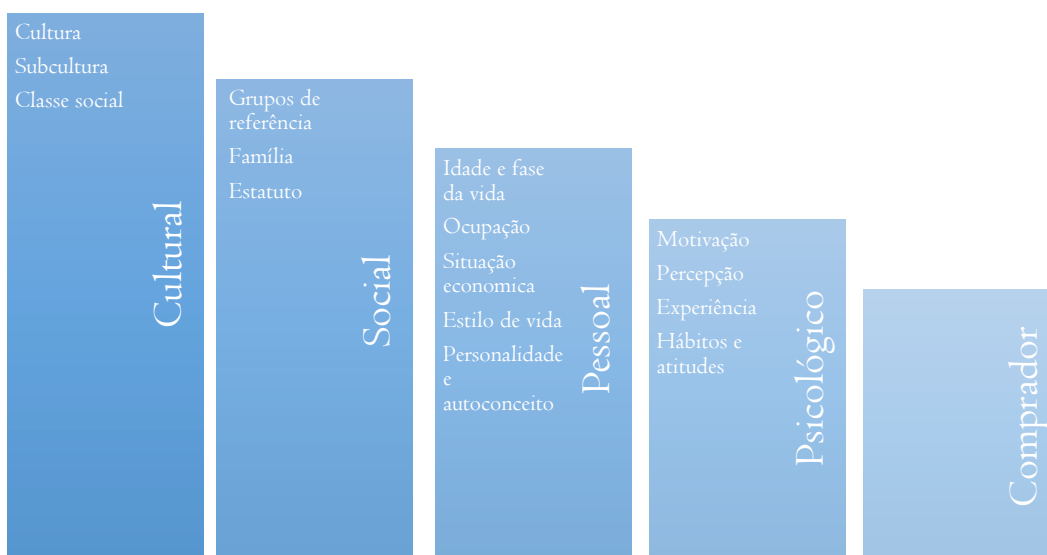 Cultura
Subcultura
Classe social
Cultural
Grupos de
referência
Família
Estatuto
Social
Idade e fase
da vida
Ocupação
Situação
economica
Estilo de vida
Personalidade
e
autoconceito
Pessoal
Motivação
Percepção
Experiência
Hábitos e
atitudes
Psicológico
Comprador